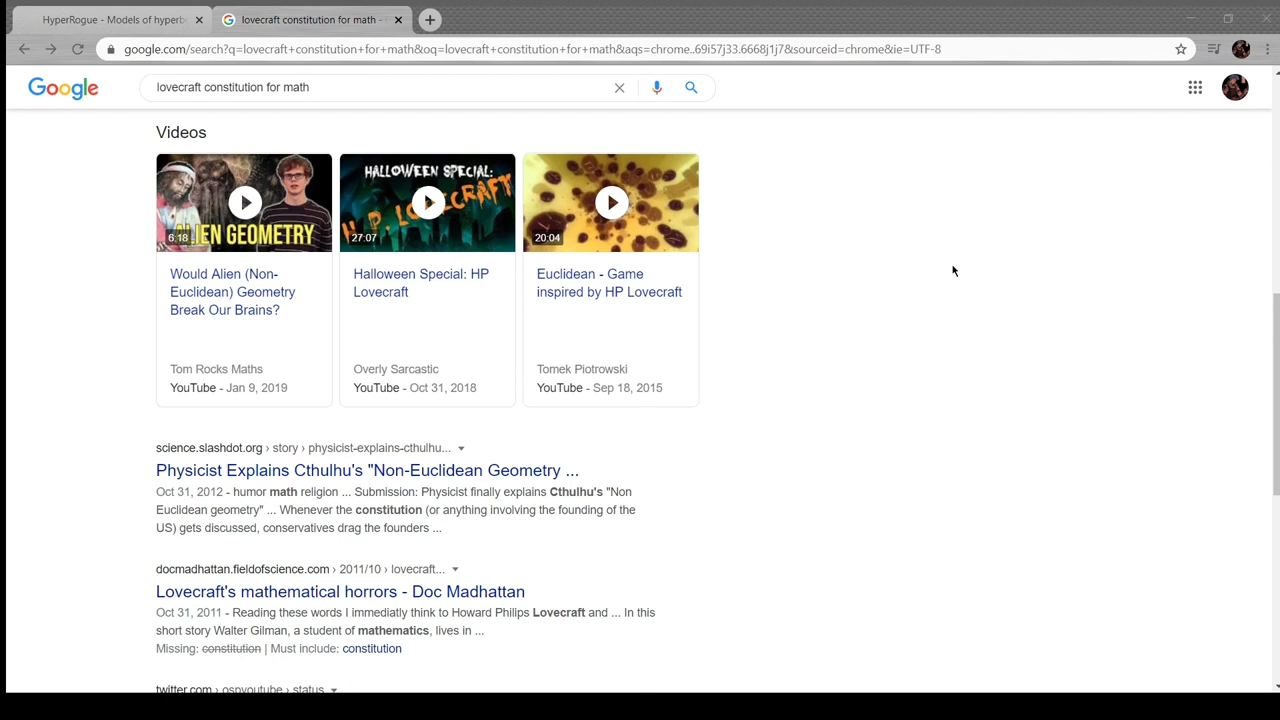 HyperRogue - Models of hyperb
lovecraft constitution for math -
google.com/search?q=lovecraft+constitution+for+math&oq=lovecraft+constitution+for+math&aqs=chrome..69i57j33.6668j1j7&sourceid=chrome&ie=UTF-8
Google
lovecraft constitution for math
Videos
ALIEN GEOMETRY
6:18
HALLOWEEN SPECIAL:
H.P. LOVECRAFT
27:07
20:04
Would Alien (Non-
Euclidean) Geometry
Break Our Brains?
Tom Rocks Maths
YouTube - Jan 9, 2019
Halloween Special: HP
Lovecraft
Overly Sarcastic
YouTube - Oct 31, 2018
Euclidean - Game
inspired by HP Lovecraft
Tomek Piotrowski
YouTube - Sep 18, 2015
science.slashdot.org › story › physicist-explains-cthulhu...
Physicist Explains Cthulhu's "Non-Euclidean Geometry ...
Oct 31, 2012 - humor math religion ... Submission: Physicist finally explains Cthulhu's "Non
Euclidean geometry" ... Whenever the constitution (or anything involving the founding of the
US) gets discussed, conservatives drag the founders ...
docmadhattan.fieldofscience.com › 2011/10 › lovecraft...
Lovecraft's mathematical horrors - Doc Madhattan
Oct 31, 2011 - Reading these words I immediatly think to Howard Philips Lovecraft and ... In this
short story Walter Gilman, a student of mathematics, lives in ...
Missing: constitution | Must include: constitution
twitter.com › ospyoutube › status